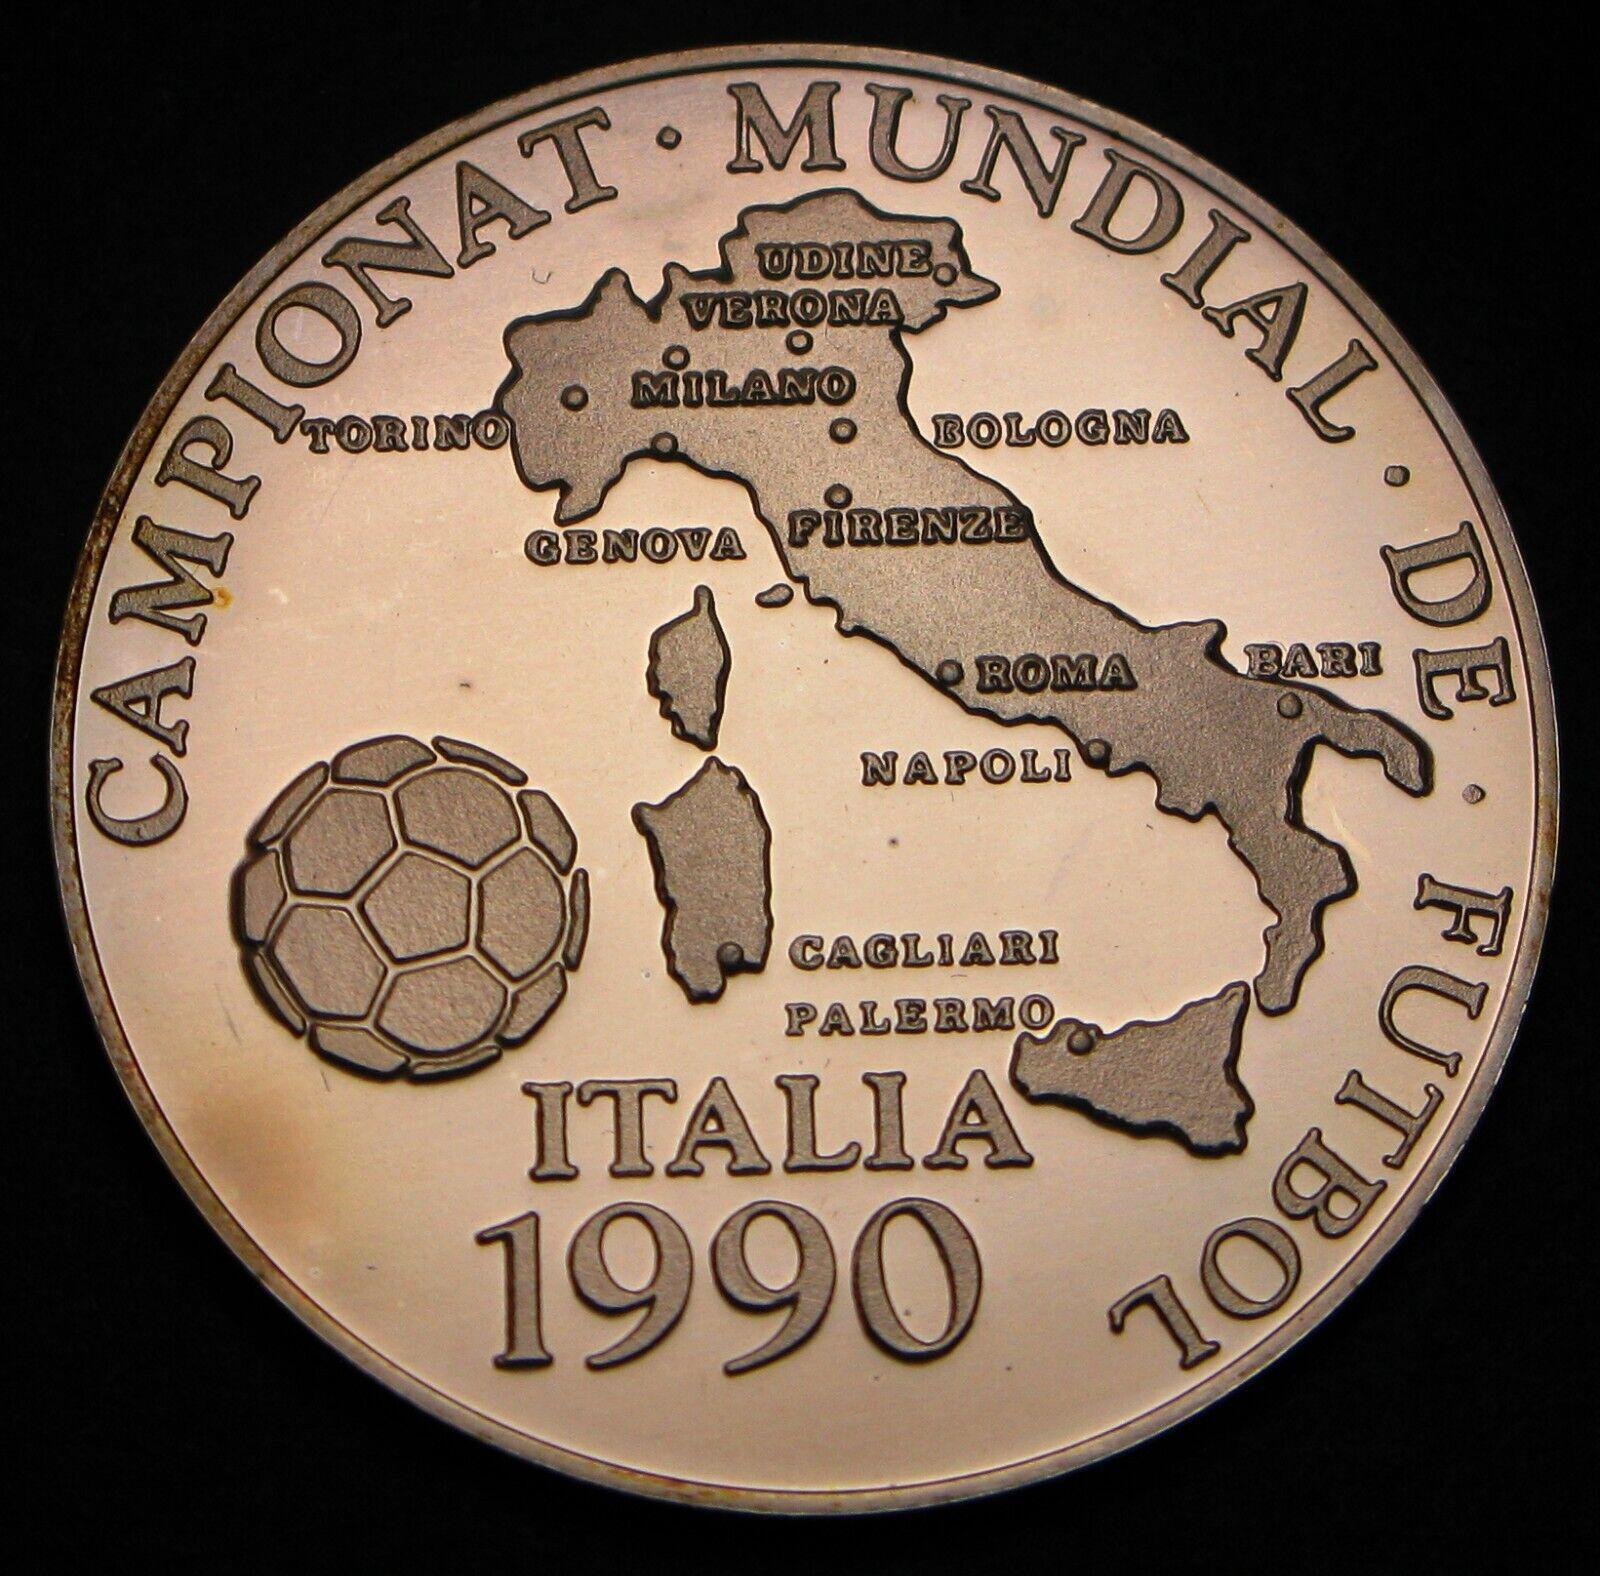 CAMPIONAT · MUNDIAL · DE · FUTBOL
UDINE
VERONA
MILANO
TORINO
BOLOGNA
FIRENZE
GENOVA
BARI
ROMA
NAPOLI
CAGLIARI
PALERMO
ITALIA
1990